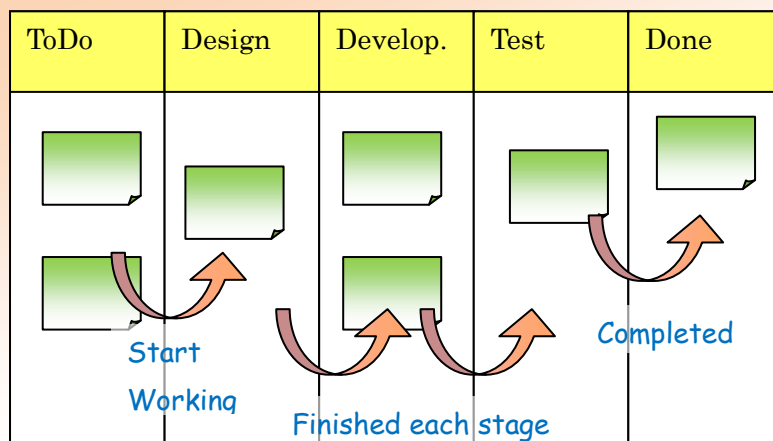 ToDo
Design
Develop.
Test
Done
Start
Working
Finished each stage
Completed